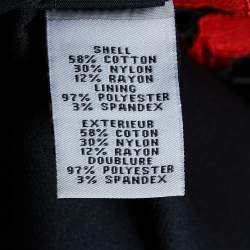 SHELL
58% COTTON
30% NYLON
12% RAYON
LINING
97% POLYESTER
3% SPANDEX
EXTERIEUR
58% COTON
30% NYLON
12% RAYON
DOUBLURE
97% POLYESTER
3% SPANDEX